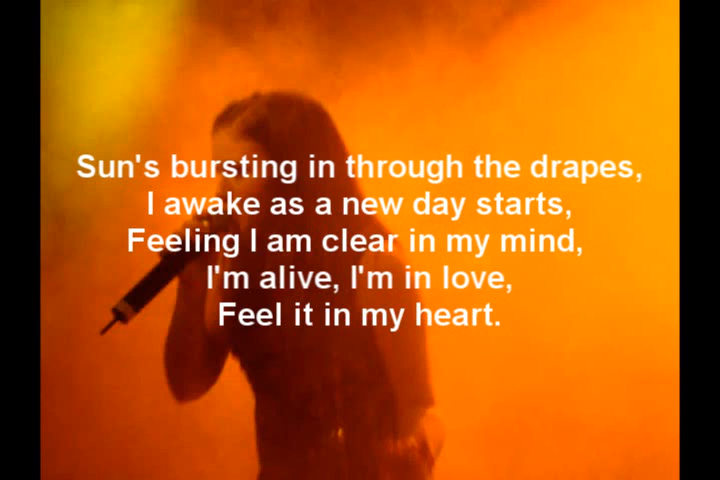 Sun's bursting in through the drapes,
I awake as a new day starts,
Feeling I am clear in my mind,
I'm alive, I'm in love,
Feel it in my heart.